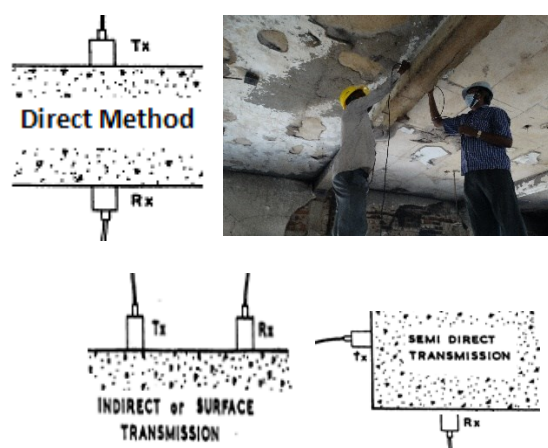 Tx
Direct Method
Rx
Tx
Rx
INDIRECT or SURFACE
TRANSMISSION
SEMI DIRECT
TRANSMISSION
Tx
Rx